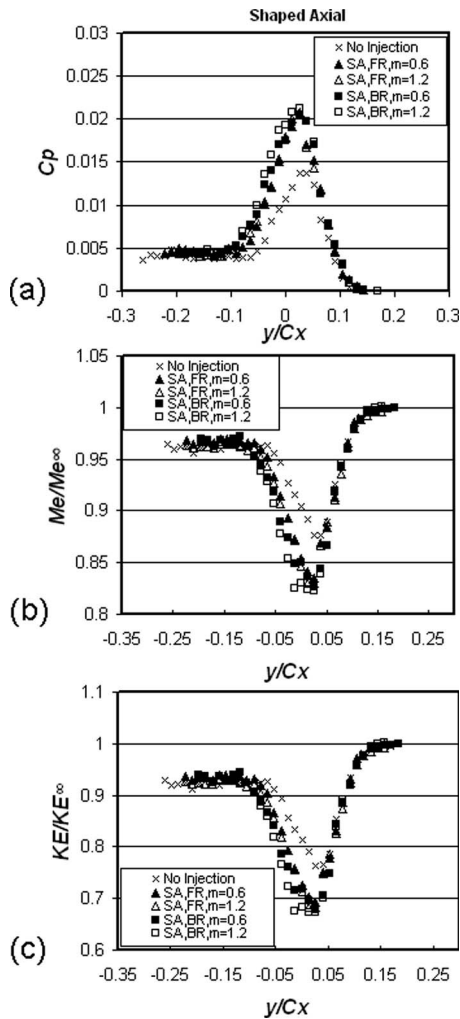 Shaped Axial
0.03
0.025
0.02
0.015
0.01
0.005
0
Cp
× No Injection
▲ SA,FR,m=0.6
△ SA,FR,m=1.2
■ SA,BR,m=0.6
□ SA,BR,m=1.2
-0.3 -0.2 -0.1 0 0.1 0.2 0.3
y/Cx
(a)
1.05
1
0.95
0.9
0.85
0.8
Me/Me∞
× No Injection
▲ SA,FR,m=0.6
△ SA,FR,m=1.2
■ SA,BR,m=0.6
□ SA,BR,m=1.2
-0.35 -0.25 -0.15 -0.05 0.05 0.15 0.25
y/Cx
(b)
1.1
1
0.9
0.8
0.7
0.6
KE/KE∞
× No Injection
▲ SA,FR,m=0.6
△ SA,FR,m=1.2
■ SA,BR,m=0.6
□ SA,BR,m=1.2
-0.35 -0.25 -0.15 -0.05 0.05 0.15 0.25
y/Cx
(c)